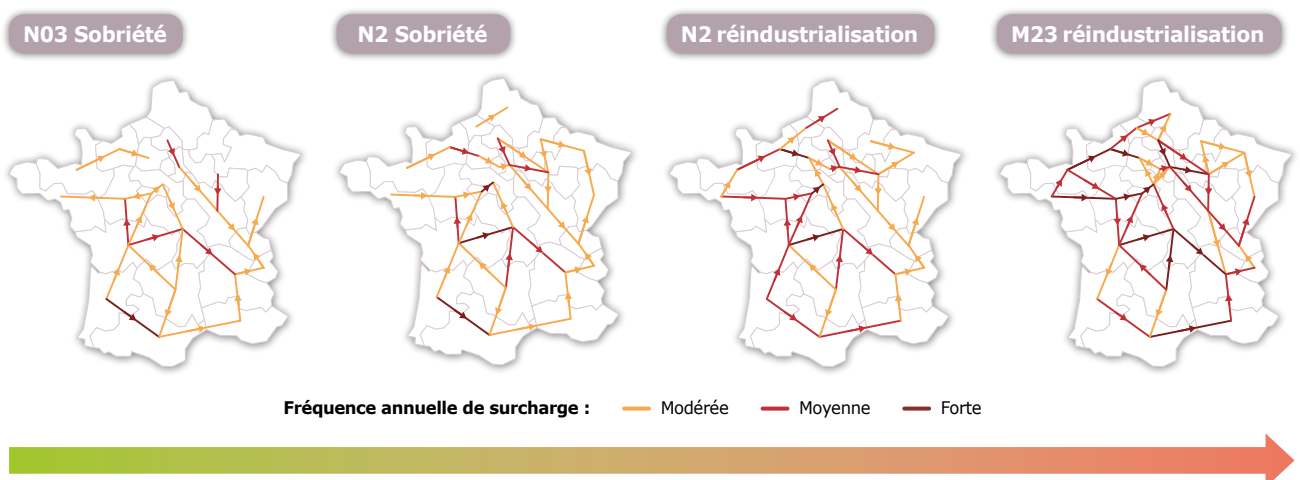 N03 Sobriété
N2 Sobriété
N2 réindustrialisation
M23 réindustrialisation
Fréquence annuelle de surcharge : Modérée Moyenne Forte